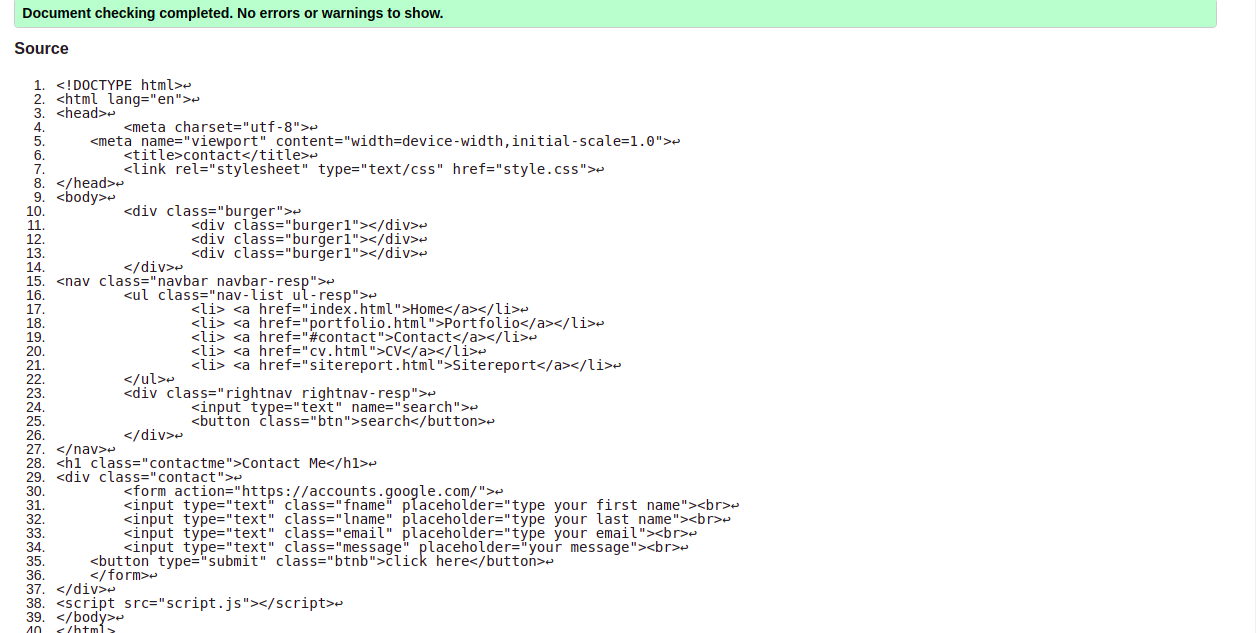 Document checking completed. No errors or warnings to show.
Source
1. <!DOCTYPE html>↩
2. <html lang="en">↩
3. <head>↩
4.         <meta charset="utf-8">↩
5.     <meta name="viewport" content="width=device-width,initial-scale=1.0">↩
6.         <title>contact</title>↩
7.         <link rel="stylesheet" type="text/css" href="style.css">↩
8. </head>↩
9. <body>↩
10.         <div class="burger">↩
11.                 <div class="burger1"></div>↩
12.                 <div class="burger1"></div>↩
13.                 <div class="burger1"></div>↩
14.         </div>↩
15. <nav class="navbar navbar-resp">↩
16.         <ul class="nav-list ul-resp">↩
17.                 <li> <a href="index.html">Home</a></li>↩
18.                 <li> <a href="portfolio.html">Portfolio</a></li>↩
19.                 <li> <a href="#contact">Contact</a></li>↩
20.                 <li> <a href="cv.html">CV</a></li>↩
21.                 <li> <a href="sitereport.html">Sitereport</a></li>↩
22.         </ul>↩
23.         <div class="rightnav rightnav-resp">↩
24.                 <input type="text" name="search">↩
25.                 <button class="btn">search</button>↩
26.         </div>↩
27. </nav>↩
28. <h1 class="contactme">Contact Me</h1>↩
29. <div class="contact">↩
30.         <form action="https://accounts.google.com/">↩
31.         <input type="text" class="fname" placeholder="type your first name"><br>↩
32.         <input type="text" class="lname" placeholder="type your last name"><br>↩
33.         <input type="text" class="email" placeholder="type your email"><br>↩
34.         <input type="text" class="message" placeholder="your message"><br>↩
35.     <button type="submit" class="btnb">click here</button>↩
36.     </form>↩
37. </div>↩
38. <script src="script.js"></script>↩
39. </body>↩
40. </html>